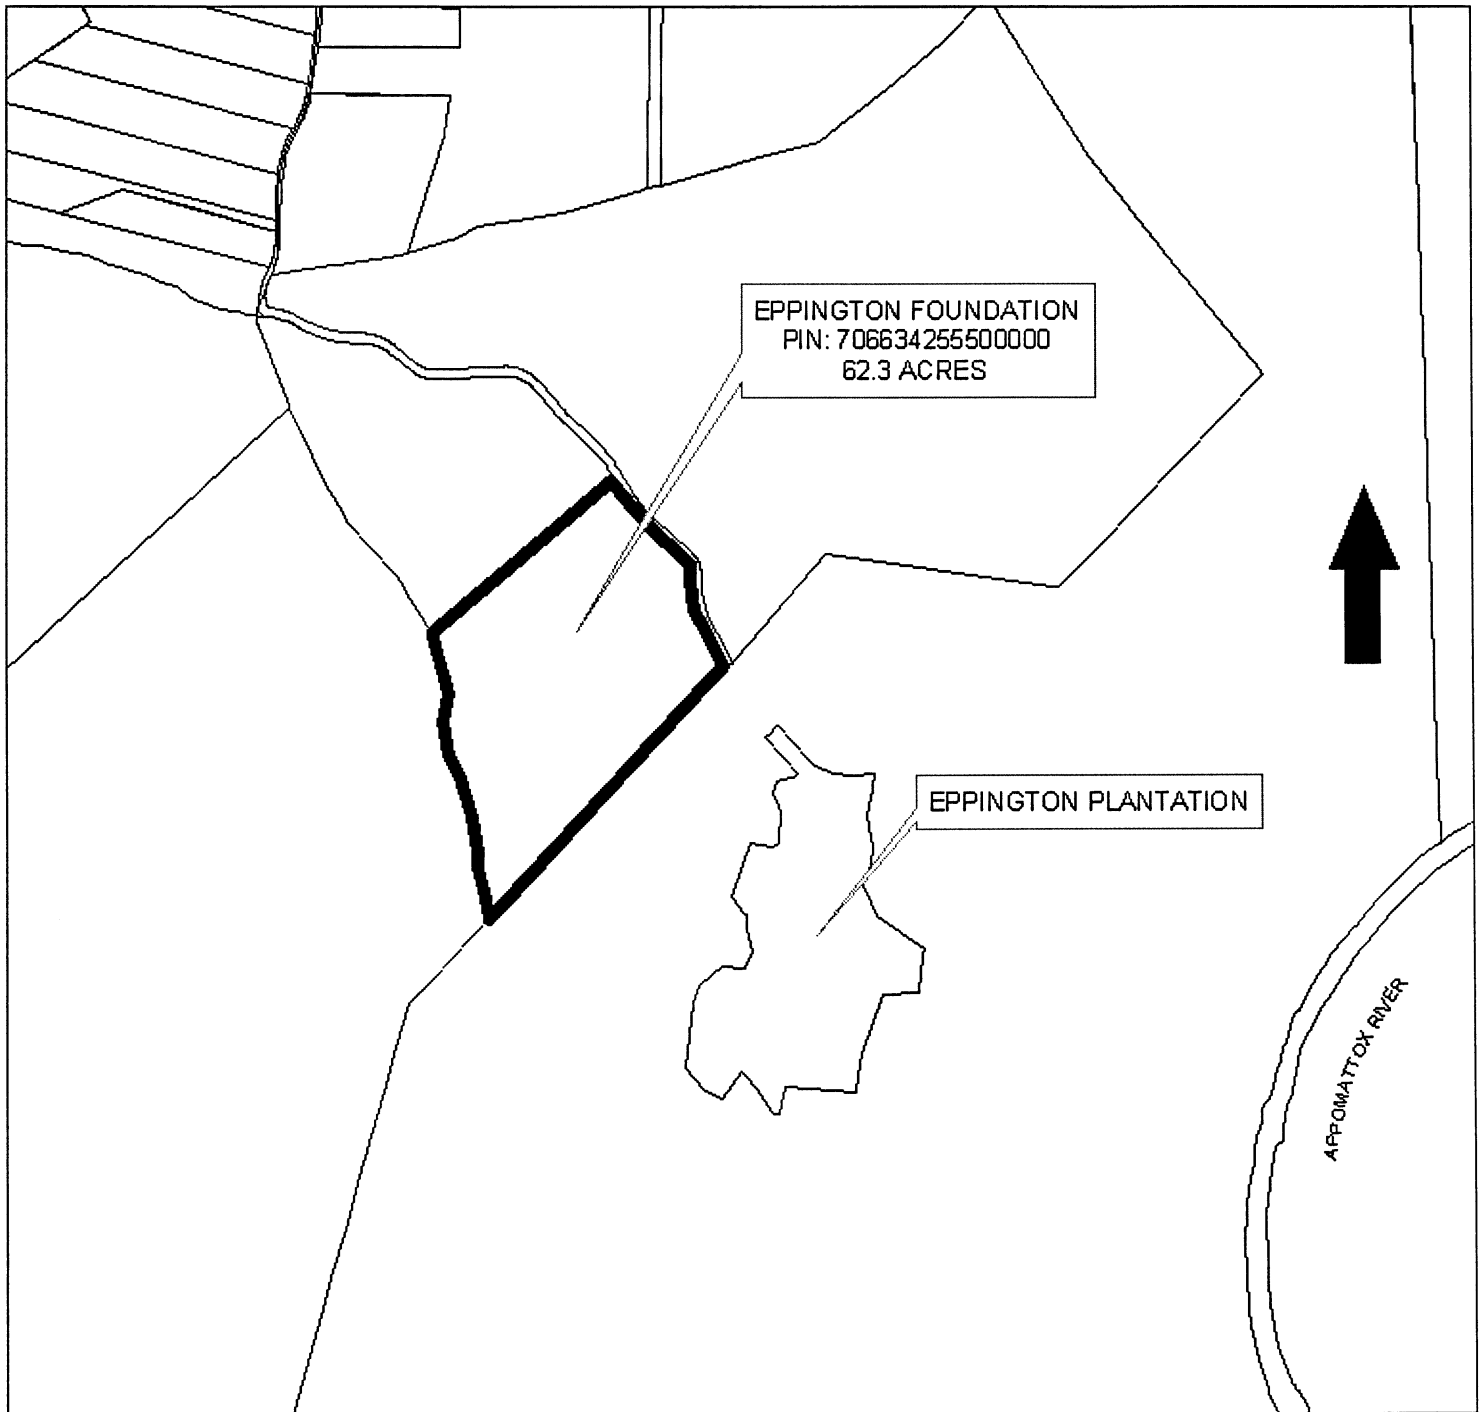 EPPINGTON FOUNDATION
PIN: 706634255500000
62.3 ACRES
EPPINGTON PLANTATION
APPOMATTOX RIVER